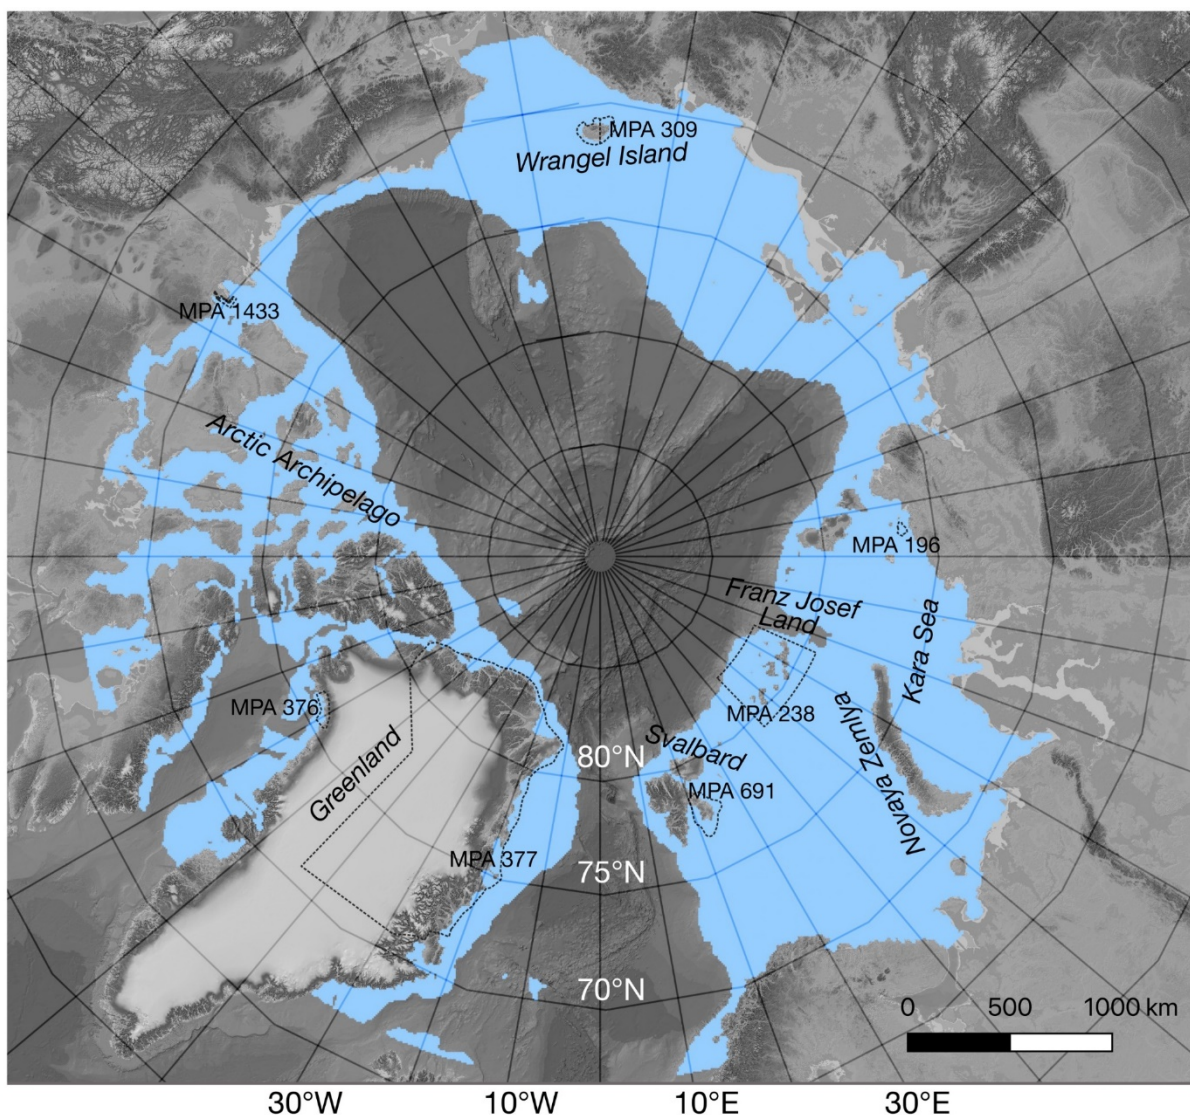 MPA 309
Wrangel Island
MPA 1433
Arctic Archipelago
MPA 196
Franz Josef
Land
Kara Sea
MPA 376
MPA 238
Novaya Zemlya
Svalbard
Greenland
80°N
MPA 691
MPA 377
75°N
70°N
0 500 1000 km
30°W 10°W 10°E 30°E